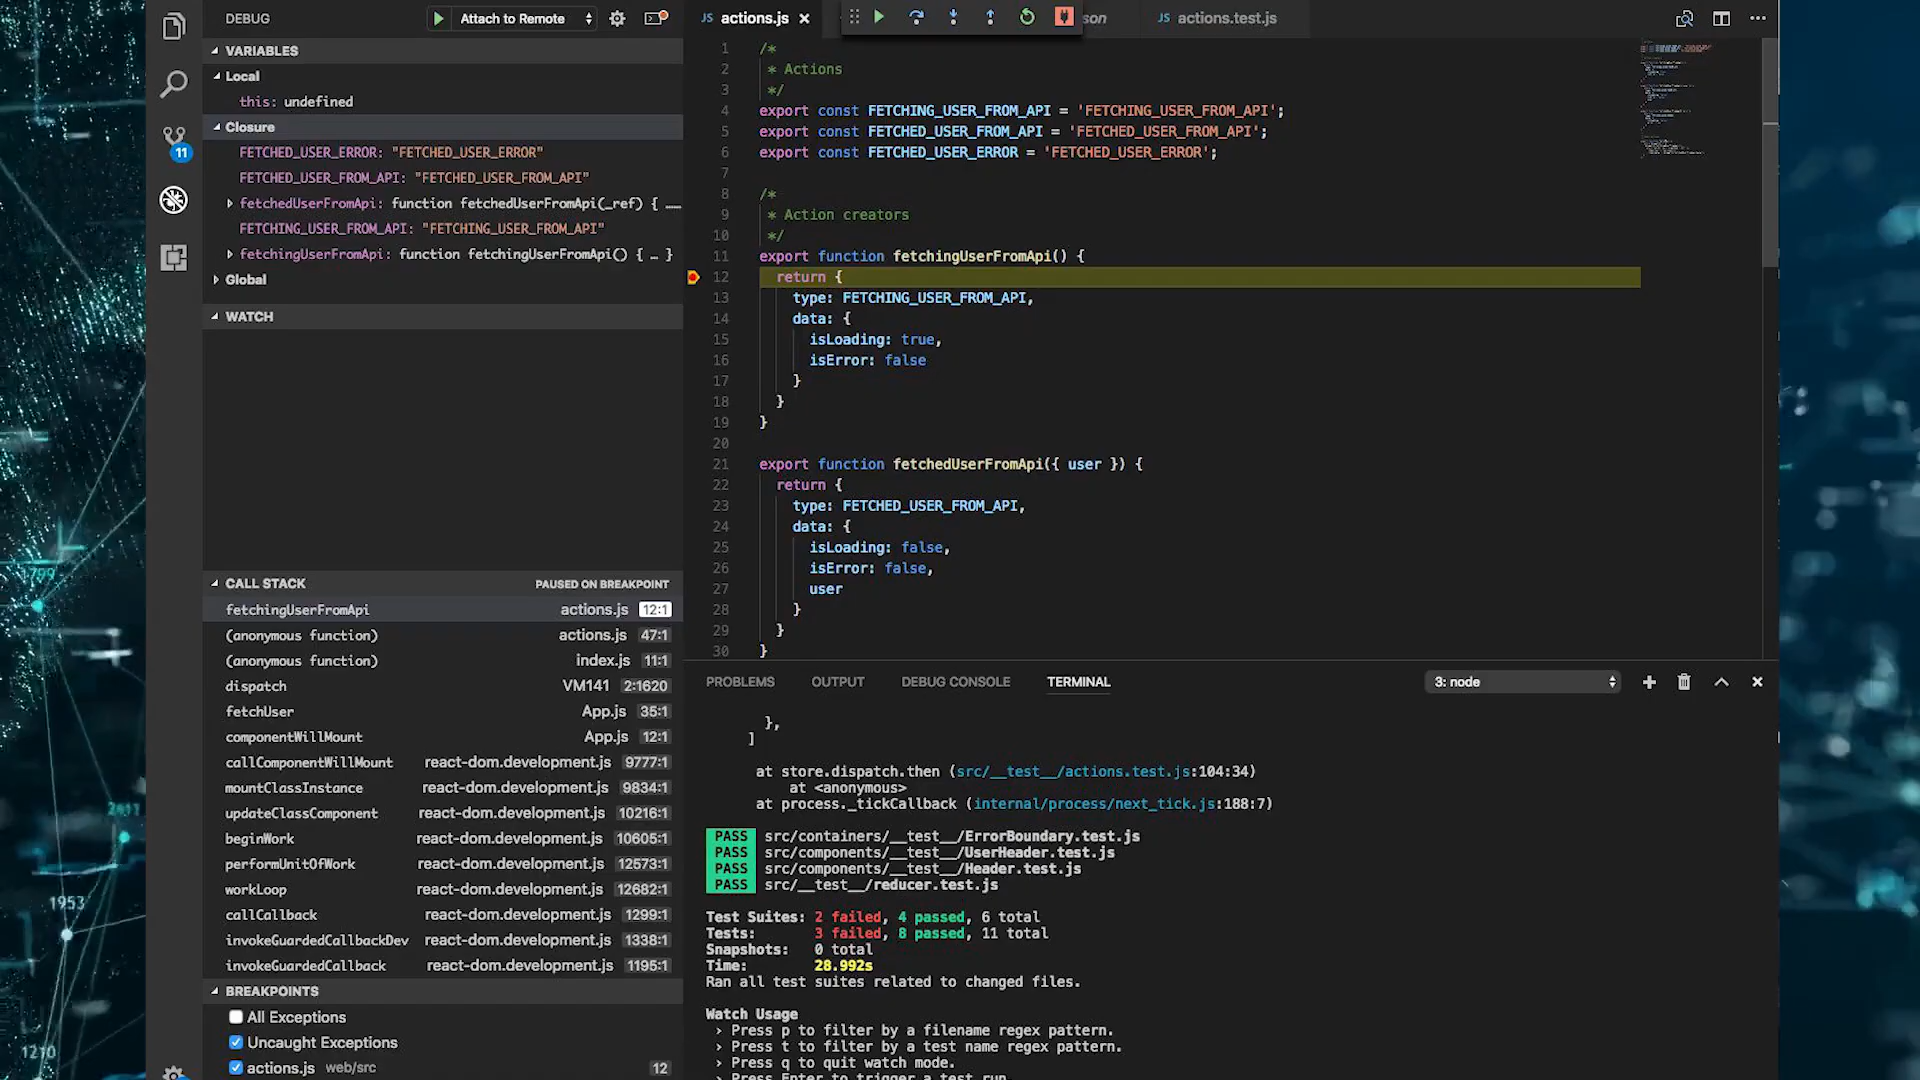 DEBUG
Attach to Remote
VARIABLES
Local
this: undefined
Closure
FETCHED_USER_ERROR: "FETCHED_USER_ERROR"
FETCHED_USER_FROM_API: "FETCHED_USER_FROM_API"
fetchedUserFromApi: function fetchedUserFromApi(_ref) { ……
FETCHING_USER_FROM_API: "FETCHING_USER_FROM_API"
fetchingUserFromApi: function fetchingUserFromApi() { … }
Global
11
WATCH
CALL STACK PAUSED ON BREAKPOINT
fetchingUserFromApi actions.js 12:1
(anonymous function) actions.js 47:1
(anonymous function) index.js 11:1
dispatch VM141 2:1620
fetchUser App.js 35:1
componentWillMount App.js 12:1
callComponentWillMount react-dom.development.js 9777:1
mountClassInstance react-dom.development.js 9834:1
updateClassComponent react-dom.development.js 10216:1
beginWork react-dom.development.js 10605:1
performUnitOfWork react-dom.development.js 12573:1
workLoop react-dom.development.js 12682:1
callCallback react-dom.development.js 1299:1
invokeGuardedCallbackDev react-dom.development.js 1338:1
invokeGuardedCallback react-dom.development.js 1195:1
BREAKPOINTS
All Exceptions
Uncaught Exceptions
actions.js web/src 12
JS actions.js
son
JS actions.test.js
1 /*
2 * Actions
3 */
4 export const FETCHING_USER_FROM_API = 'FETCHING_USER_FROM_API';
5 export const FETCHED_USER_FROM_API = 'FETCHED_USER_FROM_API';
6 export const FETCHED_USER_ERROR = 'FETCHED_USER_ERROR';
7
8 /*
9 * Action creators
10 */
11 export function fetchingUserFromApi() {
12 return {
13 type: FETCHING_USER_FROM_API,
14 data: {
15 isLoading: true,
16 isError: false
17 }
18 }
19 }
20
21 export function fetchedUserFromApi({ user }) {
22 return {
23 type: FETCHED_USER_FROM_API,
24 data: {
25 isLoading: false,
26 isError: false,
27 user
28 }
29 }
30 }
PROBLEMS OUTPUT DEBUG CONSOLE TERMINAL
3: node
},
]
at store.dispatch.then (src/__test__/actions.test.js:104:34)
at <anonymous>
at process._tickCallback (internal/process/next_tick.js:188:7)
PASS src/containers/__test__/ErrorBoundary.test.js
PASS src/components/__test__/UserHeader.test.js
PASS src/components/__test__/Header.test.js
PASS src/__test__/reducer.test.js
Test Suites: 2 failed, 4 passed, 6 total
Tests: 3 failed, 8 passed, 11 total
Snapshots: 0 total
Time: 28.992s
Ran all test suites related to changed files.
Watch Usage
› Press p to filter by a filename regex pattern.
› Press t to filter by a test name regex pattern.
› Press q to quit watch mode.
› Press Enter to trigger a test run.
1953
1210